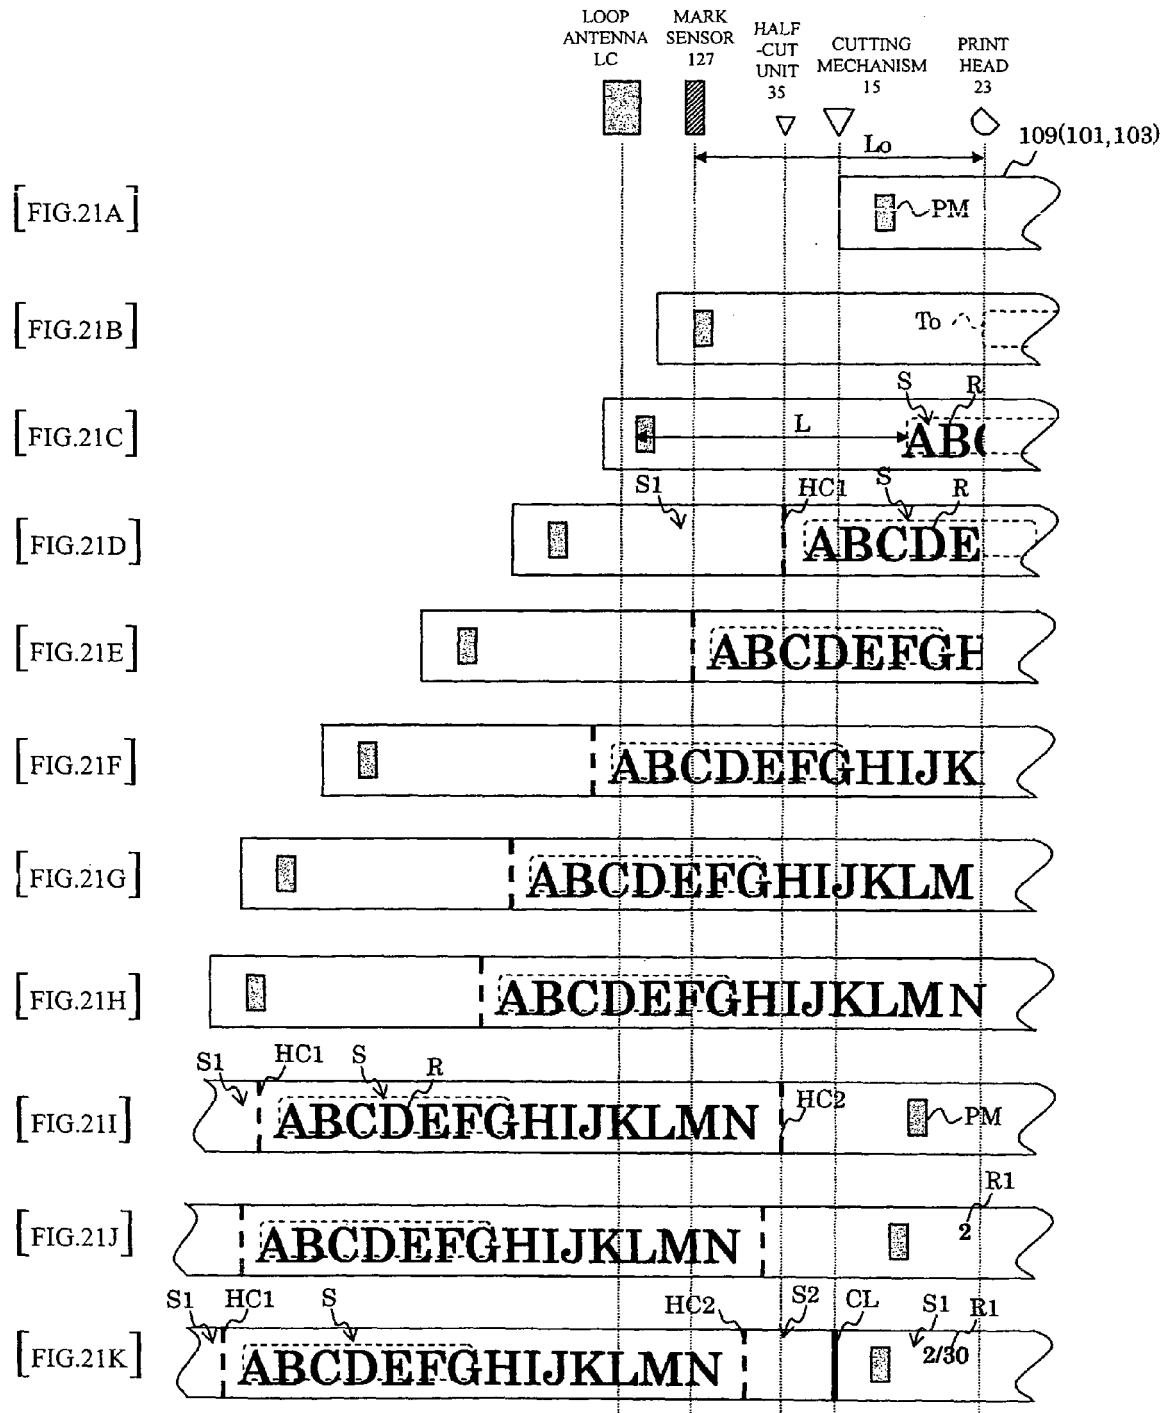 LOOP ANTENNA LC
MARK SENSOR 127
HALF -CUT UNIT 35
CUTTING MECHANISM 15
PRINT HEAD 23
Lo
109(101,103)
[FIG.21A]
PM
[FIG.21B]
To
[FIG.21C]
S
R
L
ABC
[FIG.21D]
S1
HC1
S
R
ABCDE
[FIG.21E]
ABCDEFGH
[FIG.21F]
ABCDEFGHIJK
[FIG.21G]
ABCDEFGHIJKLM
[FIG.21H]
ABCDEFGHIJKLMN
[FIG.21I]
S1
HC1
S
R
ABCDEFGHIJKLMN
HC2
PM
[FIG.21J]
ABCDEFGHIJKLMN
R1
2
[FIG.21K]
S1
HC1
S
HC2
S2
CL
S1
R1
ABCDEFGHIJKLMN
2/30